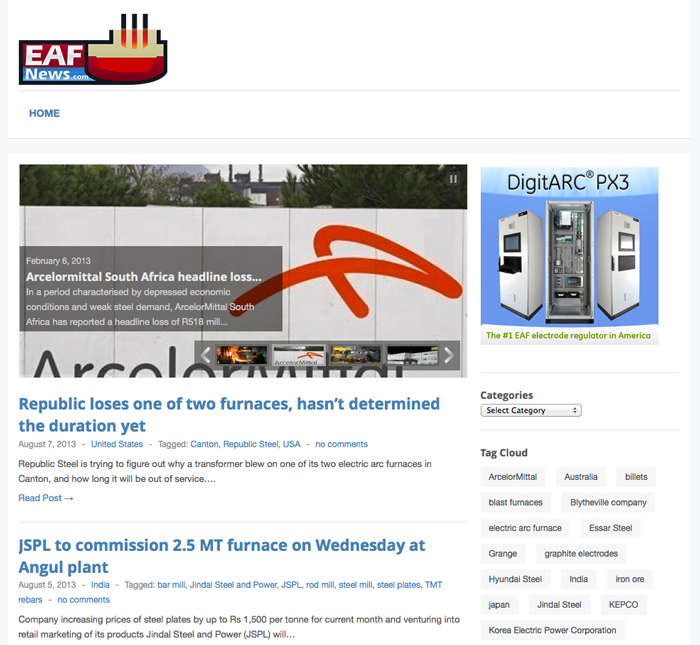 EAF
News.com
HOME
February 6, 2013
Arcelormittal South Africa headline loss...
In a period characterised by depressed economic
conditions and weak steel demand, ArcelorMittal South
Africa has reported a headline loss of R518 mill...
ArcelorMittal
ArcelorMittal
Republic loses one of two furnaces, hasn’t determined
the duration yet
August 7, 2013 - United States - Tagged: Canton, Republic Steel, USA - no comments
Republic Steel is trying to figure out why a transformer blew on one of its two electric arc furnaces in
Canton, and how long it will be out of service….
Read Post →
JSPL to commission 2.5 MT furnace on Wednesday at
Angul plant
August 5, 2013 - India - Tagged: bar mill, Jindal Steel and Power, JSPL, rod mill, steel mill, steel plates, TMT
rebars - no comments
Company increasing prices of steel plates by up to Rs 1,500 per tonne for current month and venturing into
retail marketing of its products Jindal Steel and Power (JSPL) will…
DigitARC® PX3
The #1 EAF electrode regulator in America
Categories
Select Category
Tag Cloud
ArcelorMittal Australia billets
blast furnaces Blytheville company
electric arc furnace Essar Steel
Grange graphite electrodes
Hyundai Steel India iron ore
japan Jindal Steel KEPCO
Korea Electric Power Corporation